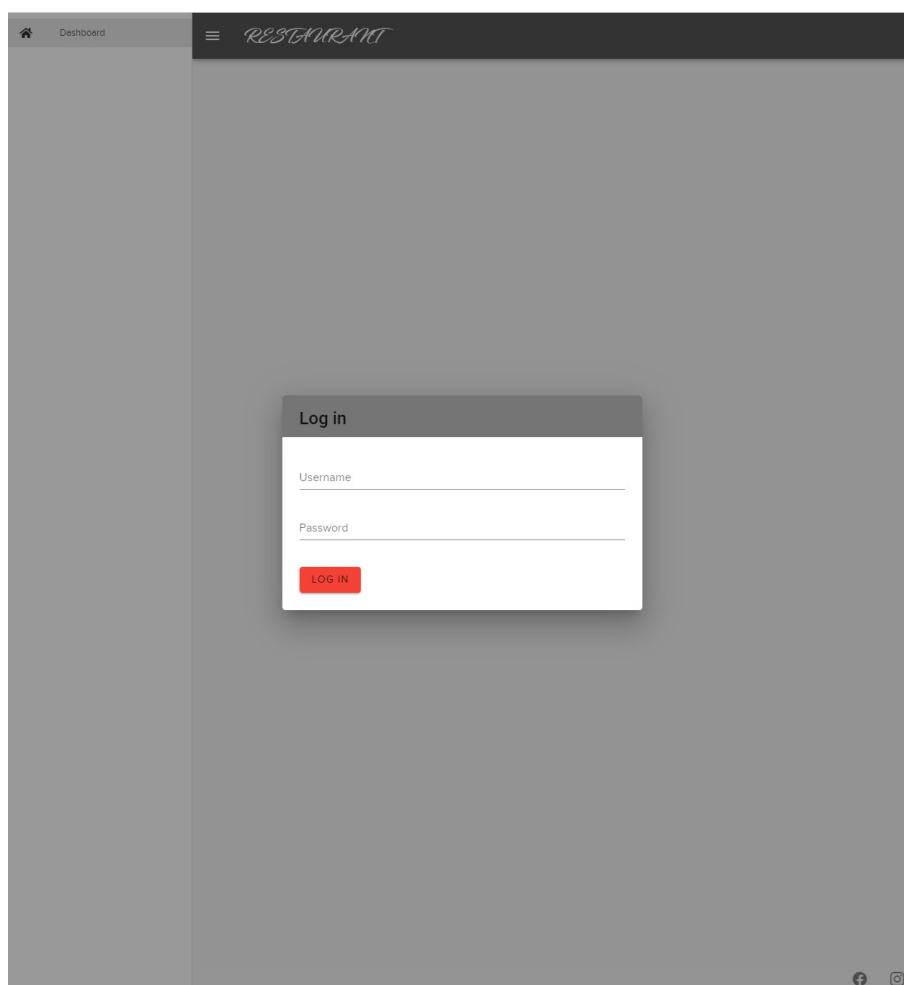 Dashboard
RESTAURANT
Log in
Username
Password
LOG IN